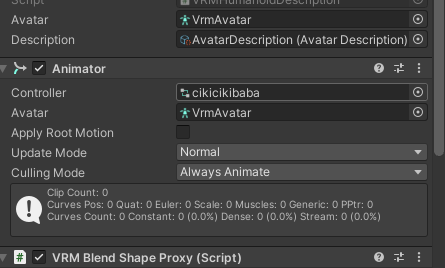 Script VRMHumanoidDescription
Avatar VrmAvatar
Description AvatarDescription (Avatar Description)
Animator
Controller cikicikibaba
Avatar VrmAvatar
Apply Root Motion
Update Mode Normal
Culling Mode Always Animate
Clip Count: 0
Curves Pos: 0 Quat: 0 Euler: 0 Scale: 0 Muscles: 0 Generic: 0 PPtr: 0
Curves Count: 0 Constant: 0 (0.0%) Dense: 0 (0.0%) Stream: 0 (0.0%)
# VRM Blend Shape Proxy (Script)